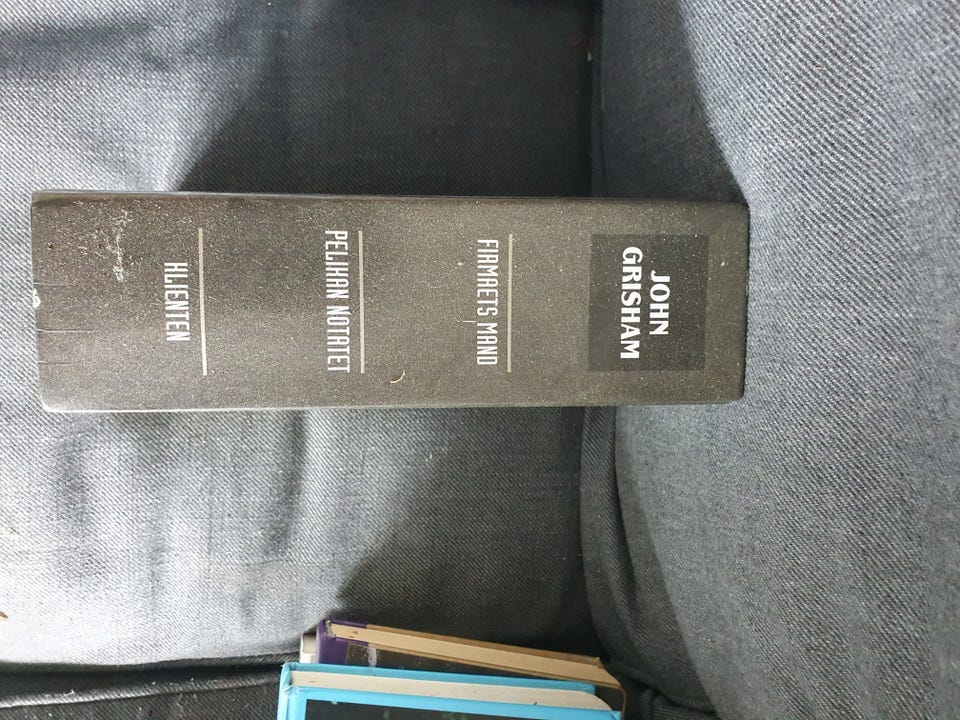 JOHN
GRISHAM
FIRMAETS MAND
PELIKAN NOTATET
KLIENTEN